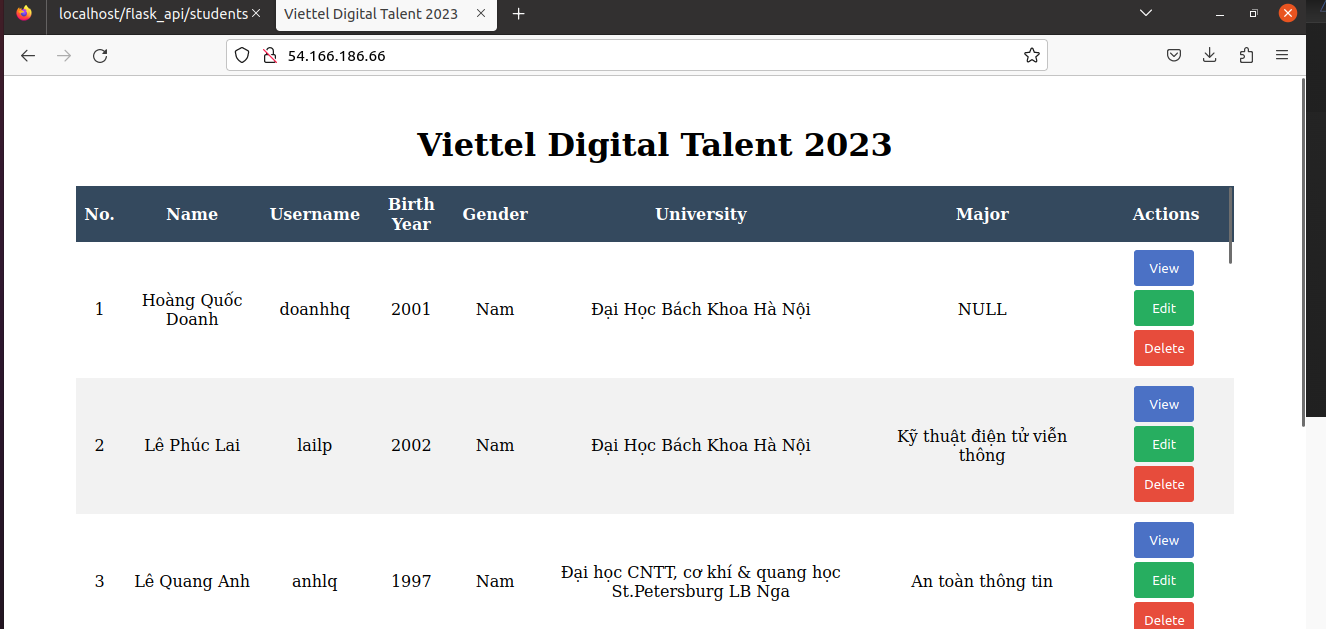 localhost/flask_api/students
Viettel Digital Talent 2023
54.166.186.66
Viettel Digital Talent 2023
No. Name Username Birth Year Gender University Major Actions
1 Hoàng Quốc Doanh doanhhq 2001 Nam Đại Học Bách Khoa Hà Nội NULL
View
Edit
Delete
2 Lê Phúc Lai lailp 2002 Nam Đại Học Bách Khoa Hà Nội Kỹ thuật điện tử viễn thông
View
Edit
Delete
3 Lê Quang Anh anhlq 1997 Nam Đại học CNTT, cơ khí & quang học St.Petersburg LB Nga An toàn thông tin
View
Edit
Delete